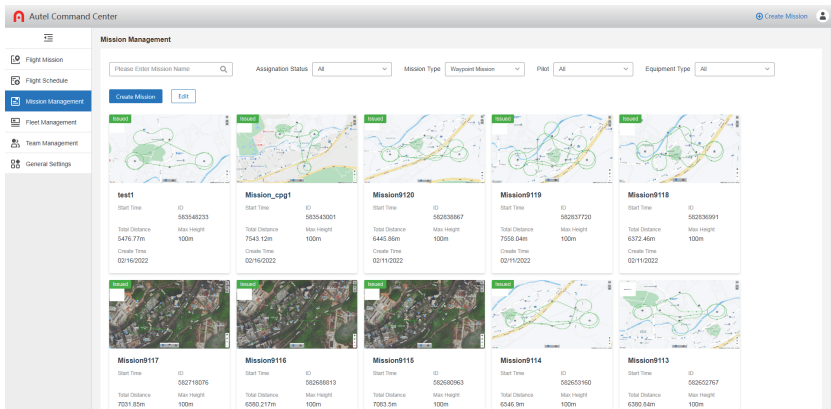 Autel Command Center
Create Mission
Flight Mission
Flight Schedule
Mission Management
Fleet Management
Team Management
General Settings
Mission Management
Please Enter Mission Name
Assignation Status All
Mission Type Waypoint Mission
Pilot All
Equipment Type All
Create Mission Edit
Issued Issued Issued Issued Issued
test1 Mission_cpg1 Mission9120 Mission9119 Mission9118
Start Time ID Start Time ID Start Time ID Start Time ID Start Time ID
583548233 583543001 582838867 582837720 582836991
Total Distance Max Height Total Distance Max Height Total Distance Max Height Total Distance Max Height Total Distance Max Height
5476.77m 100m 7543.12m 100m 6445.86m 100m 7558.04m 100m 6372.46m 100m
Create Time Create Time Create Time Create Time Create Time
02/16/2022 02/16/2022 02/11/2022 02/11/2022 02/11/2022
Issued Issued Issued Issued Issued
Mission9117 Mission9116 Mission9115 Mission9114 Mission9113
Start Time ID Start Time ID Start Time ID Start Time ID Start Time ID
582718076 582688813 582680963 582653160 582652767
Total Distance Max Height Total Distance Max Height Total Distance Max Height Total Distance Max Height Total Distance Max Height
7031.85m 100m 6580.217m 100m 7083.5m 100m 6546.9m 100m 6380.84m 100m